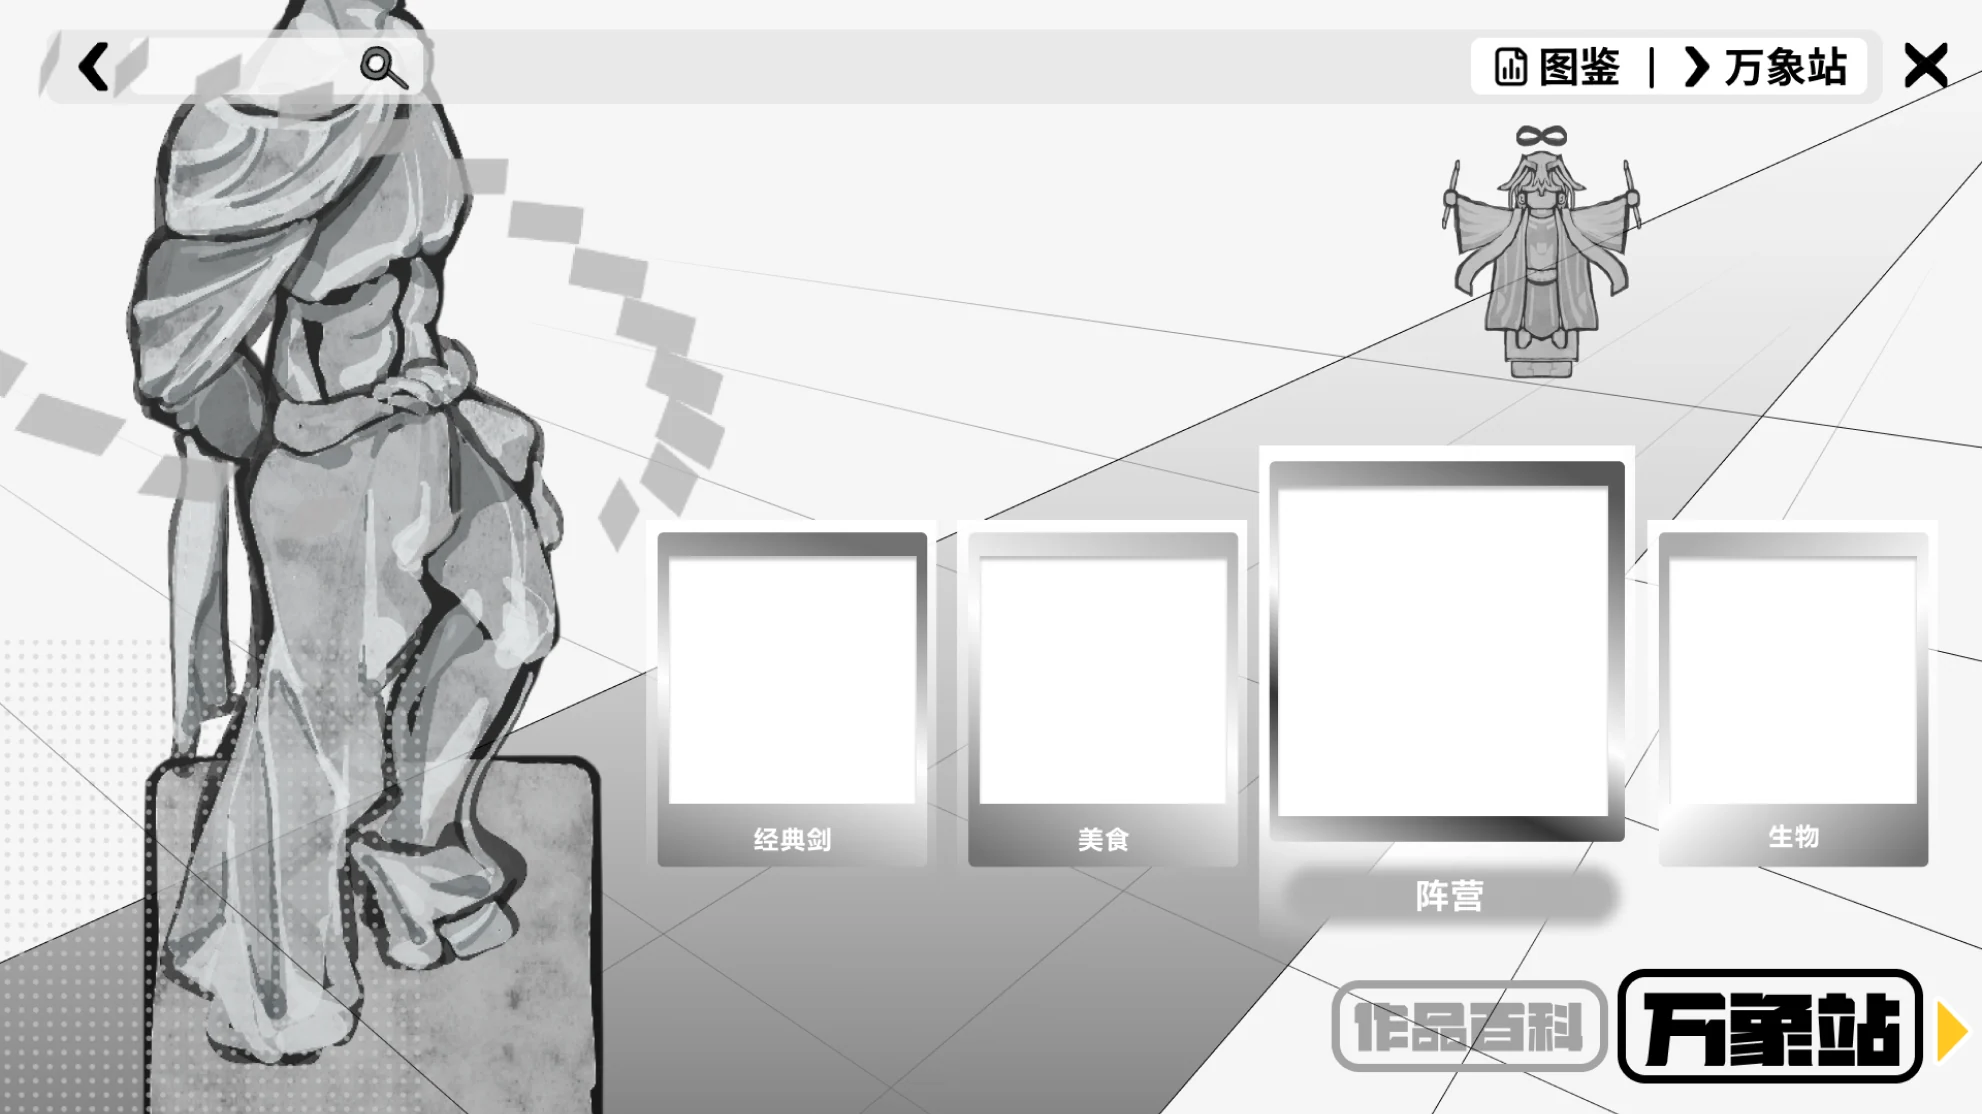 图鉴 | 万象站
经典剑
美食
阵营
生物
作品百科
万象站